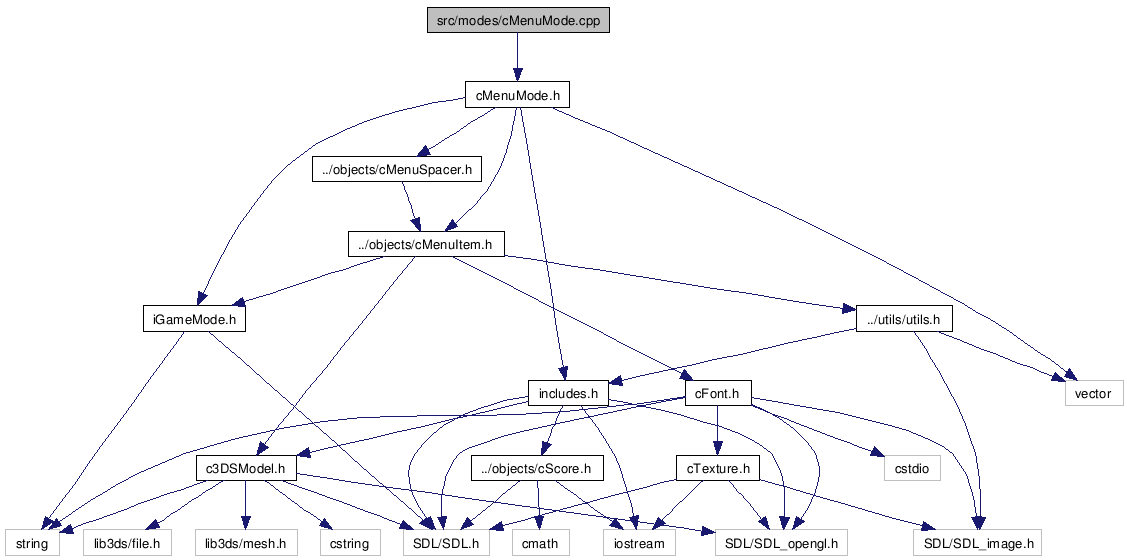 src/modes/cMenuMode.cpp
cMenuMode.h
../objects/cMenuSpacer.h
../objects/cMenuItem.h
iGameMode.h
../utils/utils.h
includes.h
cFont.h
vector
c3DSModel.h
../objects/cScore.h
cTexture.h
cstdio
string
lib3ds/file.h
lib3ds/mesh.h
cstring
SDL/SDL.h
cmath
iostream
SDL/SDL_opengl.h
SDL/SDL_image.h